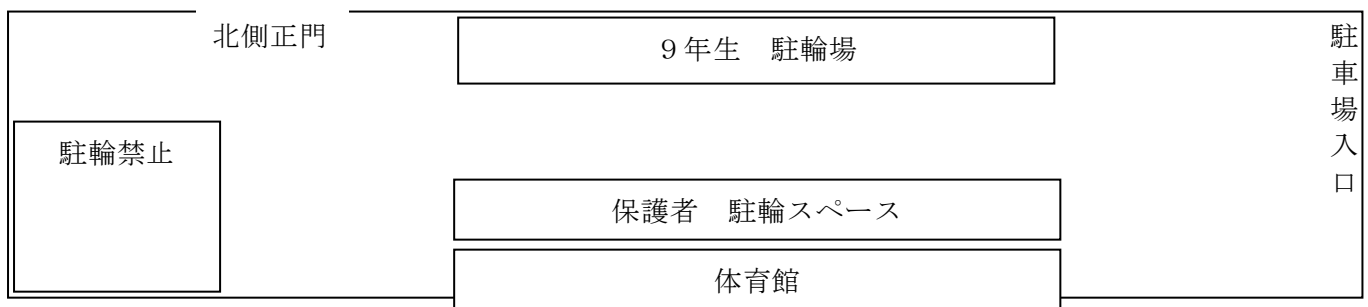 北側正門
９年生　駐輪場
駐車場入口
駐輪禁止
保護者　駐輪スペース
体育館